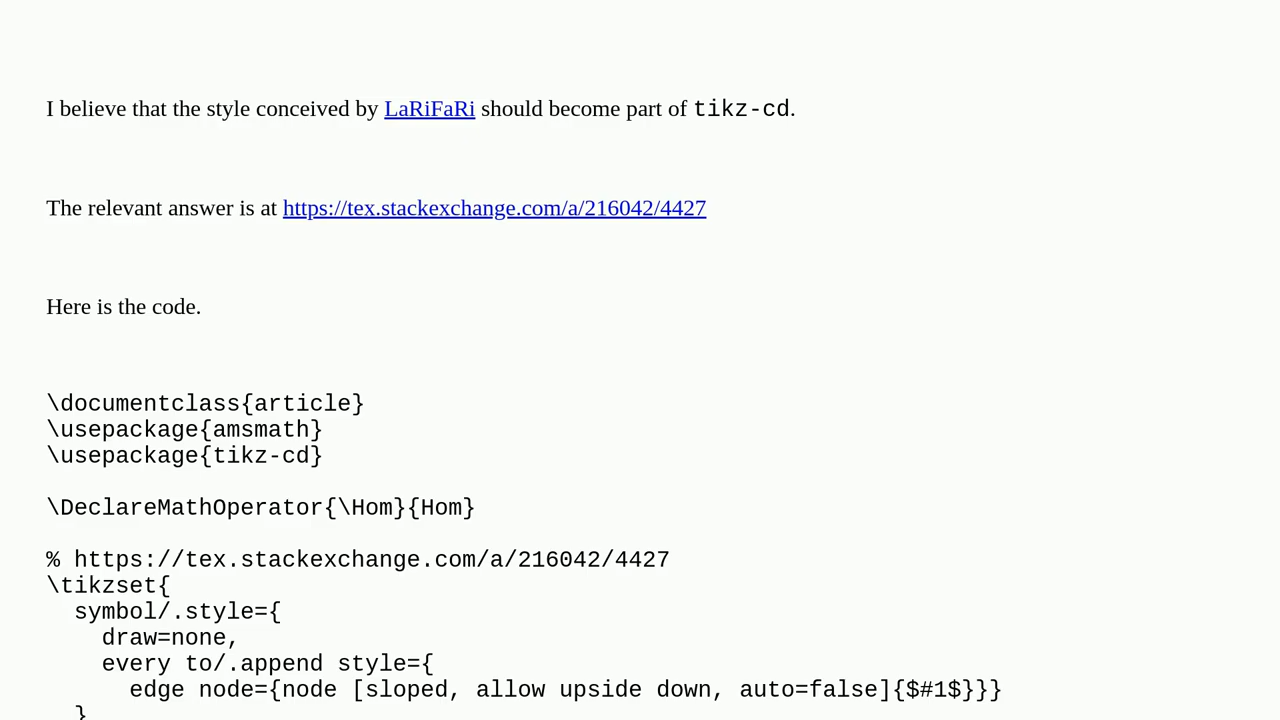 I believe that the style conceived by LaRiFaRi should become part of tikz-cd.
The relevant answer is at https://tex.stackexchange.com/a/216042/4427
Here is the code.
\documentclass{article}
\usepackage{amsmath}
\usepackage{tikz-cd}
\DeclareMathOperator{\Hom}{Hom}
% https://tex.stackexchange.com/a/216042/4427
\tikzset{
  symbol/.style={
    draw=none,
    every to/.append style={
      edge node={node [sloped, allow upside down, auto=false]{$#1$}}}
  }